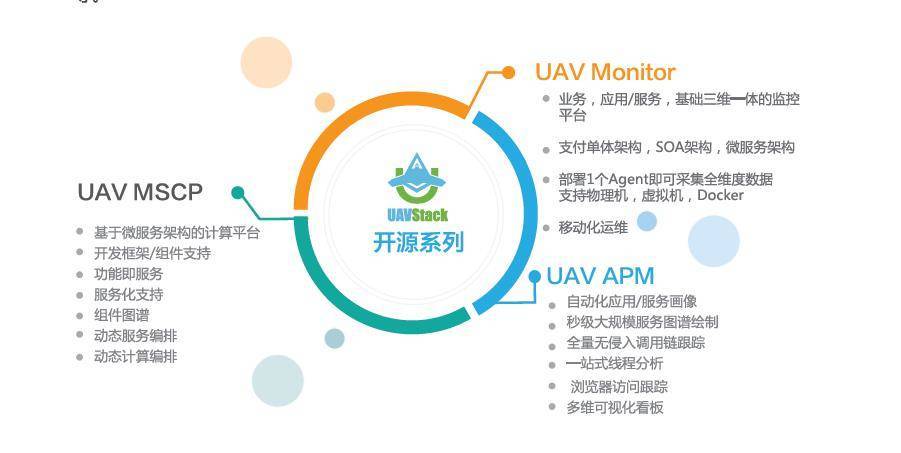 UAV Monitor
业务，应用/服务，基础三维一体的监控
平台
支付单体架构，SOA架构，微服务架构
部署1个Agent即可采集全维度数据
支持物理机，虚拟机，Docker
移动化运维
UAV MSCP
基于微服务架构的计算平台
开发框架/组件支持
功能即服务
服务化支持
组件图谱
动态服务编排
动态计算编排
UAVStack
开源系列
UAV APM
自动化应用/服务画像
秒级大规模服务图谱绘制
全量无侵入调用链跟踪
一站式线程分析
浏览器访问跟踪
多维可视化看板